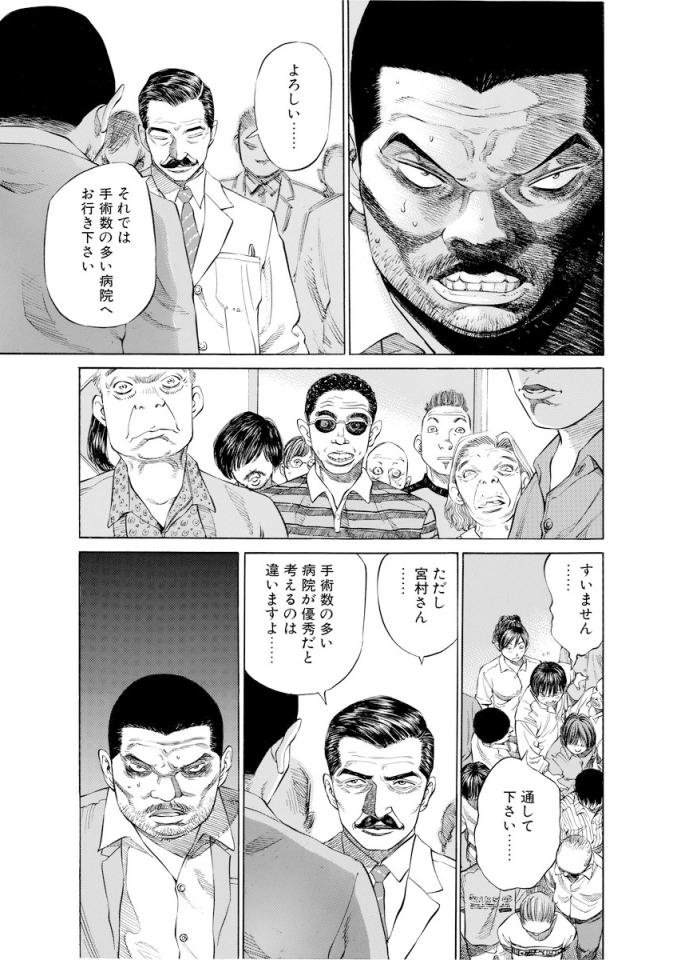 よろしい……
それでは
手術数の多い病院へ
お行き下さい
すいません
……
通して
下さい……
ただし
宮村さん
……
手術数の多い
病院が優秀だと
考えるのは
違いますよ……